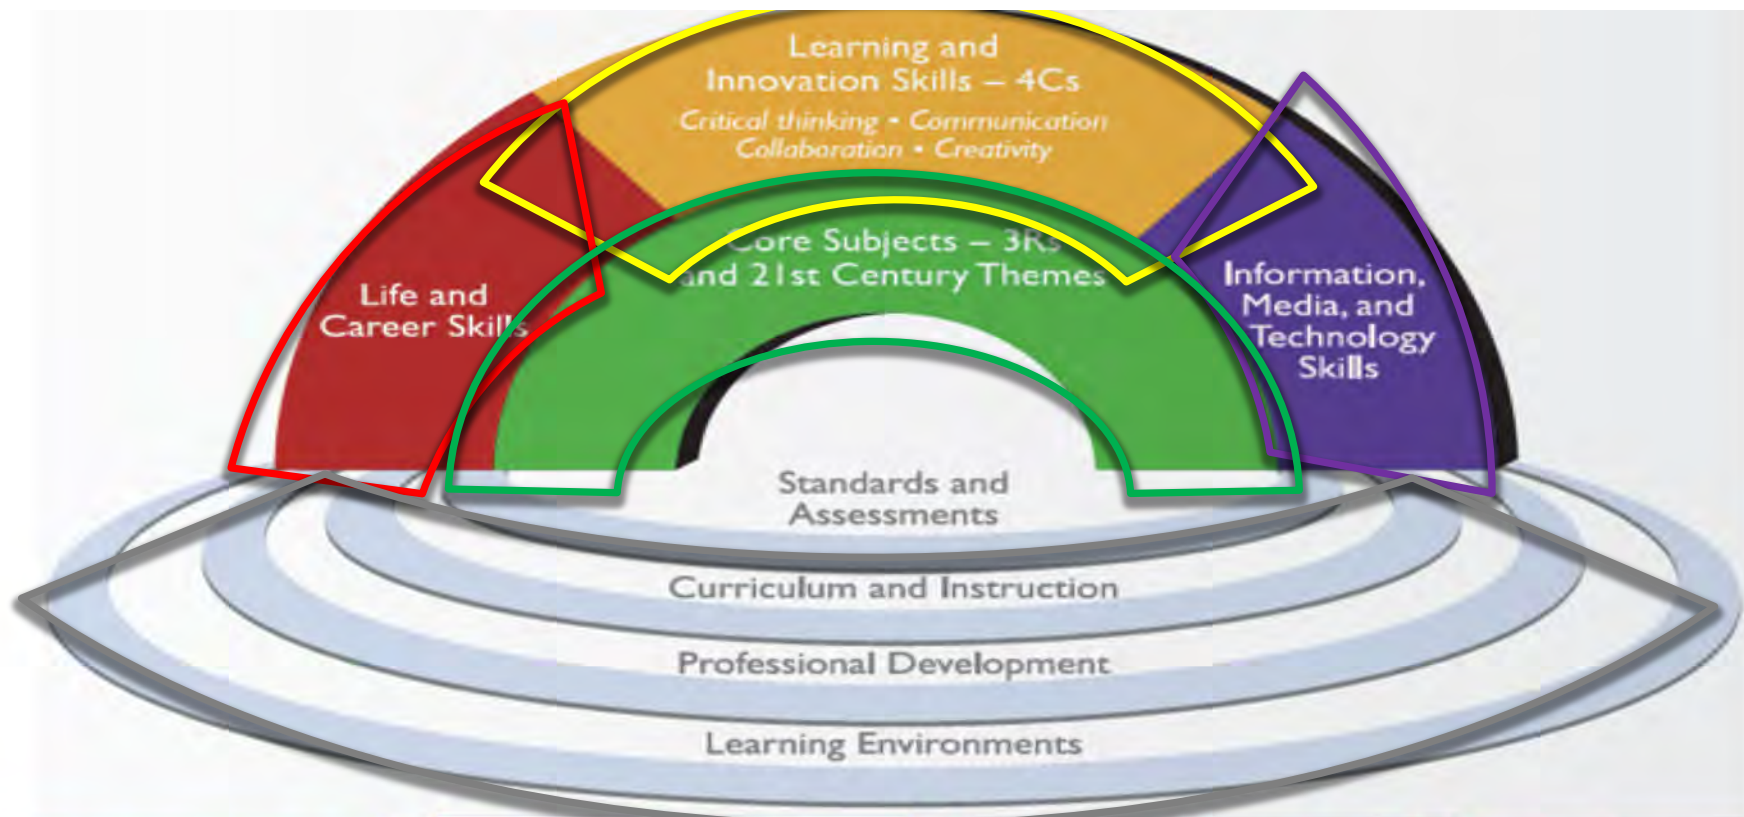 Learning and
Innovation Skills – 4Cs
Critical thinking • Communication
Collaboration • Creativity
Core Subjects – 3Rs
and 21st Century Themes
Life and
Career Skills
Information,
Media, and
Technology
Skills
Standards and
Assessments
Curriculum and Instruction
Professional Development
Learning Environments